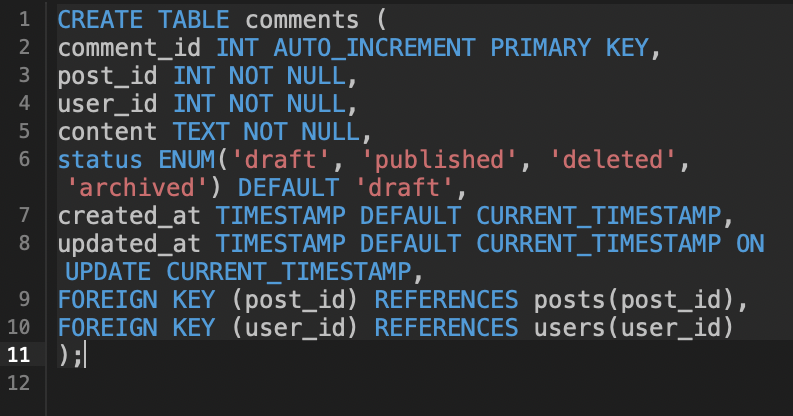 1 CREATE TABLE comments (
2 comment_id INT AUTO_INCREMENT PRIMARY KEY,
3 post_id INT NOT NULL,
4 user_id INT NOT NULL,
5 content TEXT NOT NULL,
6 status ENUM('draft', 'published', 'deleted',
'archived') DEFAULT 'draft',
7 created_at TIMESTAMP DEFAULT CURRENT_TIMESTAMP,
8 updated_at TIMESTAMP DEFAULT CURRENT_TIMESTAMP ON
UPDATE CURRENT_TIMESTAMP,
9 FOREIGN KEY (post_id) REFERENCES posts(post_id),
10 FOREIGN KEY (user_id) REFERENCES users(user_id)
11 );
12